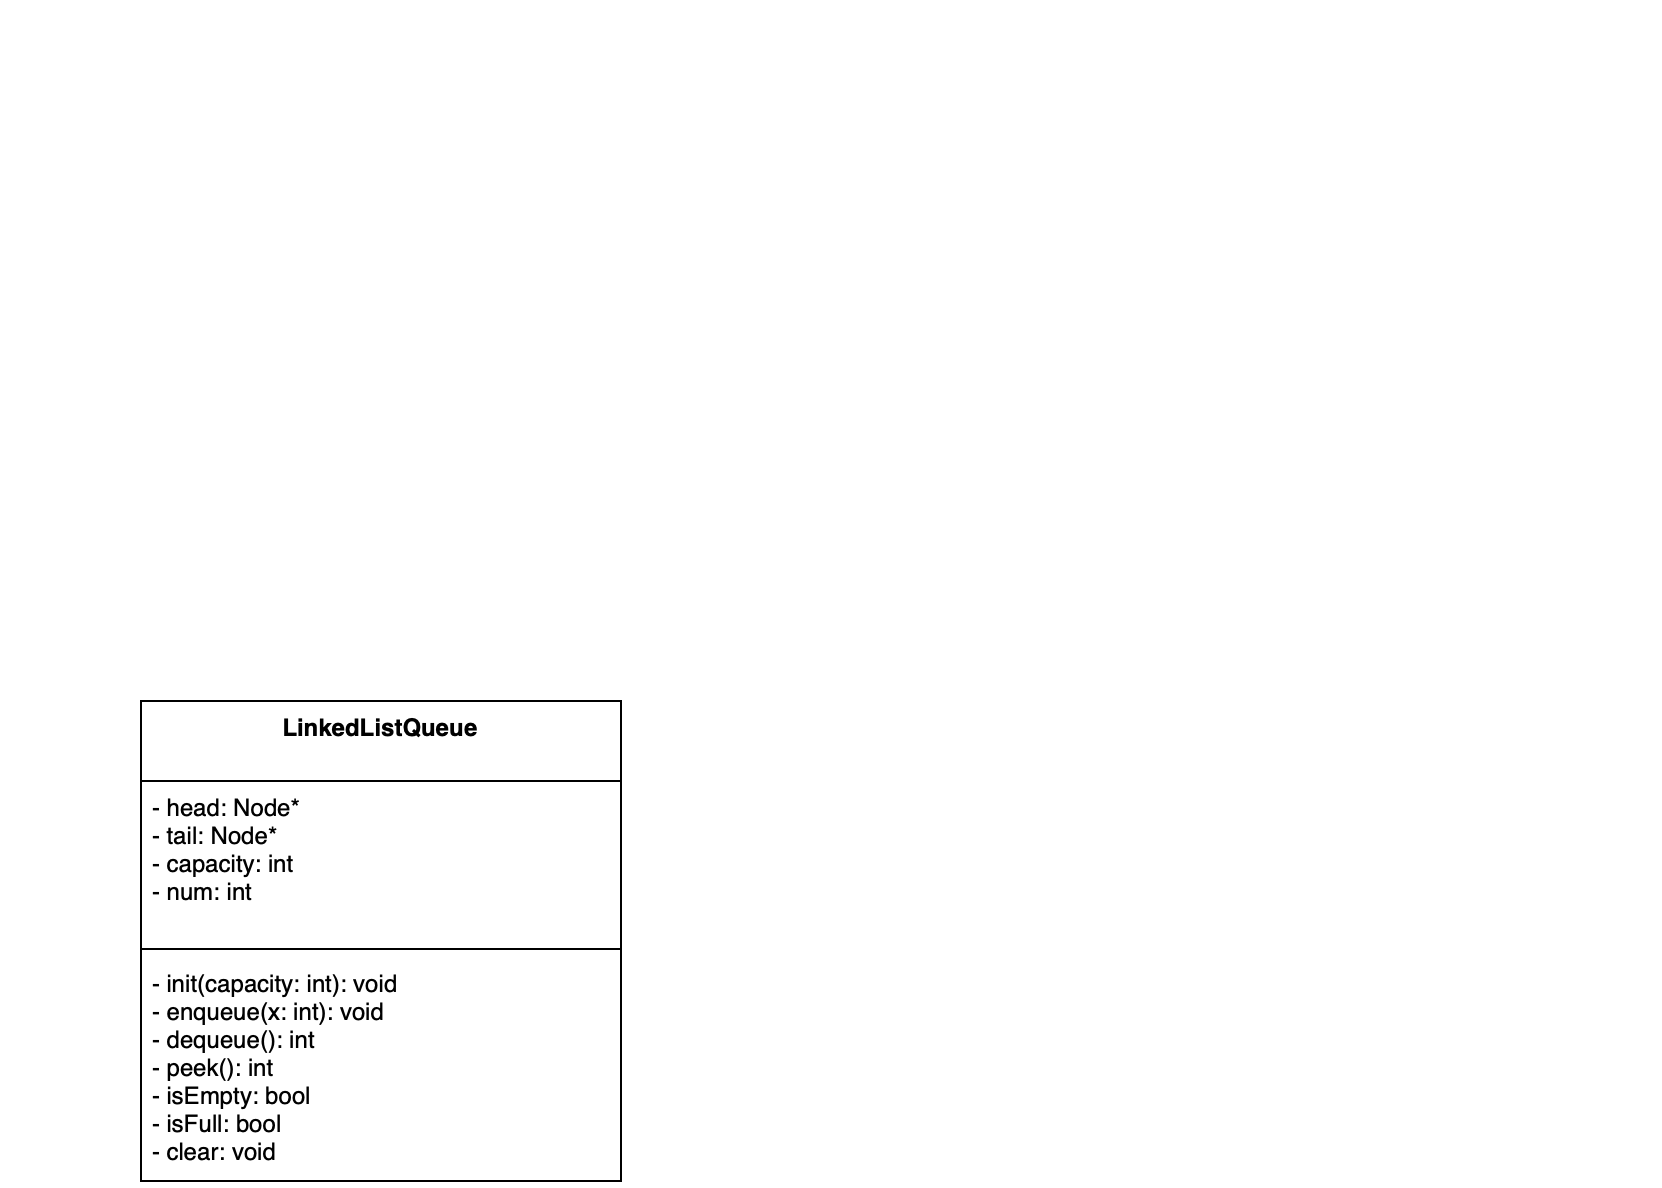 LinkedListQueue
- head: Node*
- tail: Node*
- capacity: int
- num: int
- init(capacity: int): void
- enqueue(x: int): void
- dequeue(): int
- peek(): int
- isEmpty: bool
- isFull: bool
- clear: void